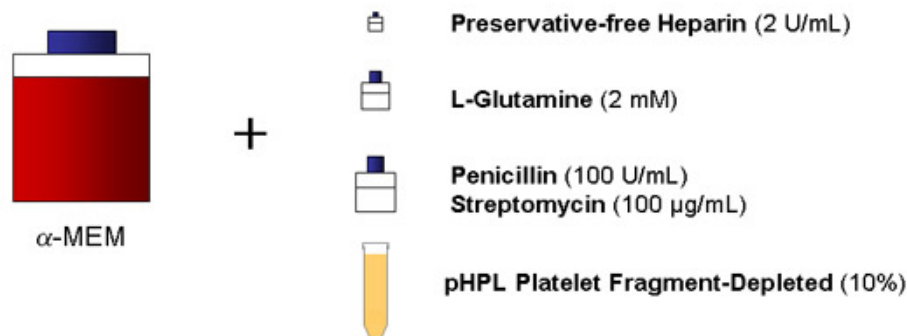 Preservative-free Heparin (2 U/mL)
L-Glutamine (2 mM)
+
Penicillin (100 U/mL)
Streptomycin (100 µg/mL)
α-MEM
pHPL Platelet Fragment-Depleted (10%)